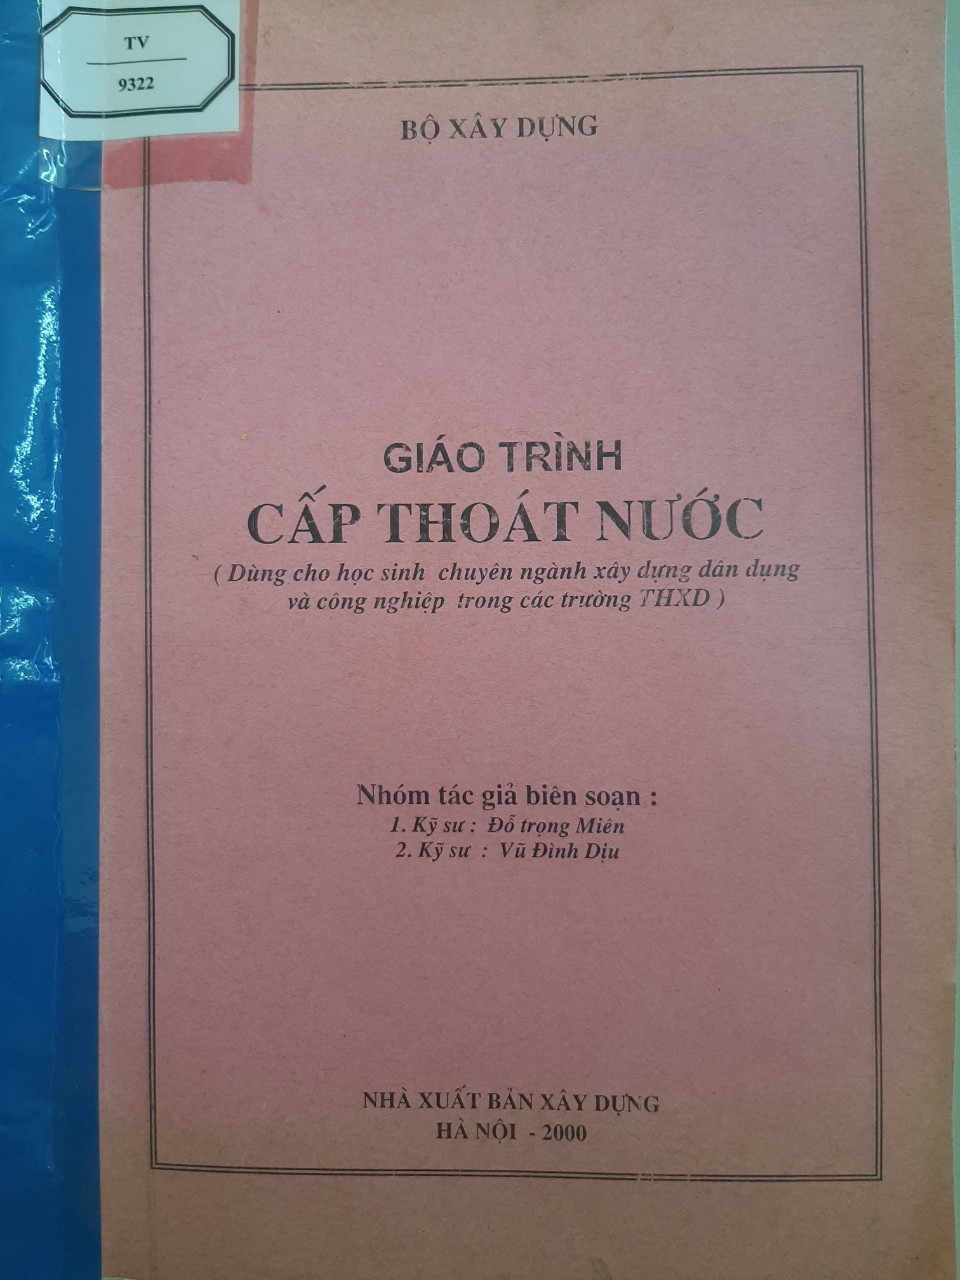 TV
9322
BỘ XÂY DỰNG
GIÁO TRÌNH
CẤP THOÁT NƯỚC
( Dùng cho học sinh chuyên ngành xây dựng dân dụng
và công nghiệp trong các trường THXD )
Nhóm tác giả biên soạn :
1. Kỹ sư : Đỗ trọng Miên
2. Kỹ sư : Vũ Đình Dịu
NHÀ XUẤT BẢN XÂY DỰNG
HÀ NỘI - 2000